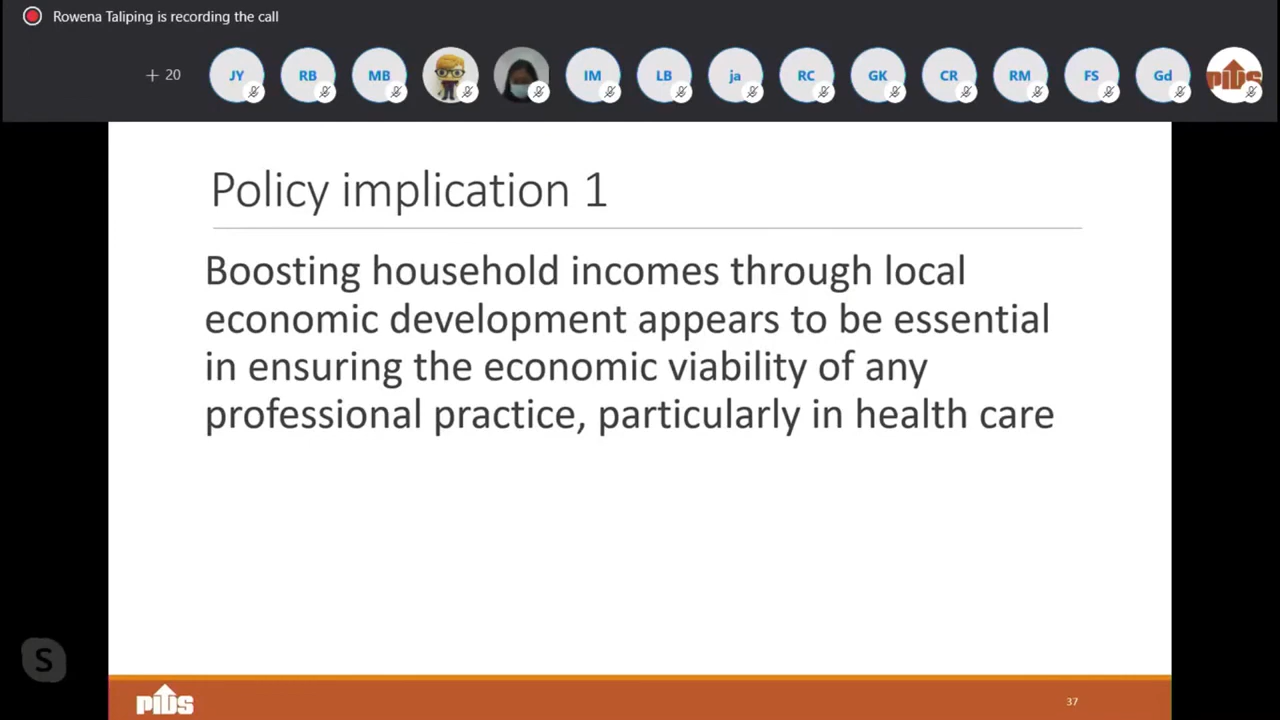 Rowena Taliping is recording the call
+ 20
JY
RB
MB
IM
LB
ja
RC
GK
CR
RM
FS
Gd
PIDS
Policy implication 1
Boosting household incomes through local
economic development appears to be essential
in ensuring the economic viability of any
professional practice, particularly in health care
S
PIDS
37